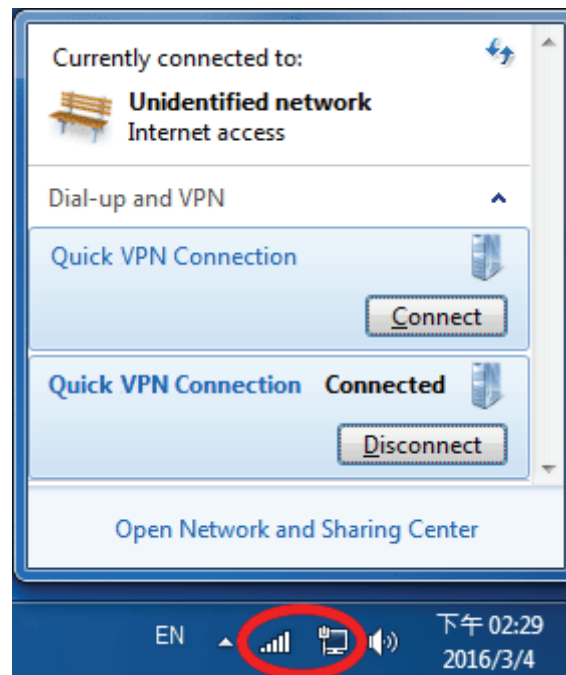 Currently connected to:
Unidentified network
Internet access
Dial-up and VPN
Quick VPN Connection
Connect
Quick VPN Connection Connected
Disconnect
Open Network and Sharing Center
EN 下午 02:29
2016/3/4